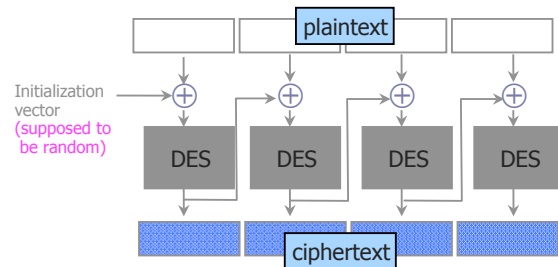 plaintext
Initialization
vector
(supposed to
be random)
DES DES DES DES
ciphertext